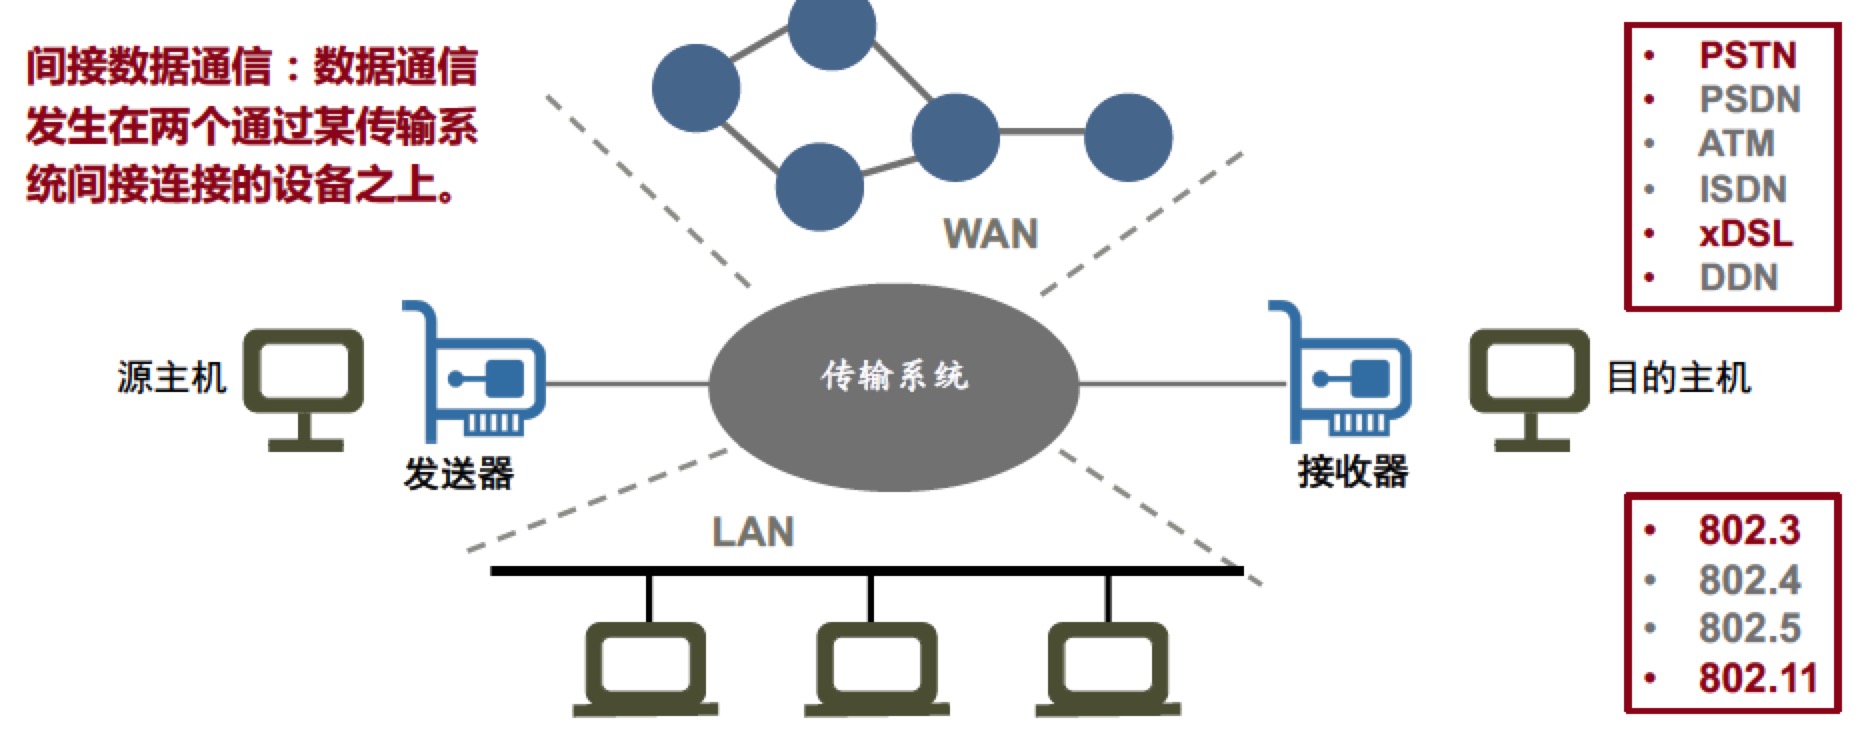 间接数据通信：数据通信
发生在两个通过某传输系
统间接连接的设备之上。
WAN
• PSTN
• PSDN
• ATM
• ISDN
• xDSL
• DDN
源主机
发送器
传输系统
接收器
目的主机
LAN
• 802.3
• 802.4
• 802.5
• 802.11